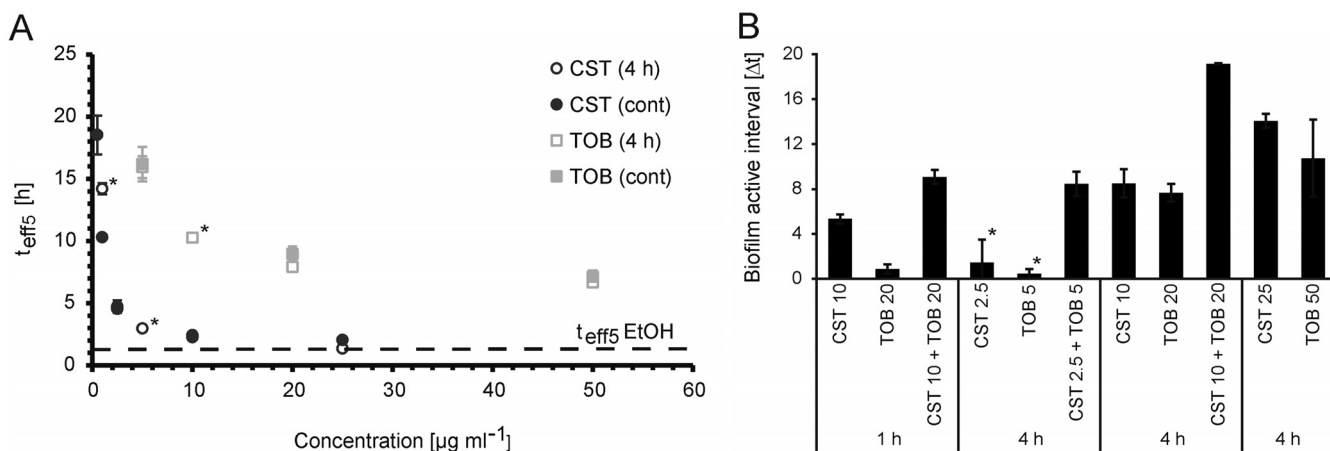 A
25
20
15
10
5
0
t_eff5 [h]
0 10 20 30 40 50 60
Concentration [µg ml⁻¹]
CST (4 h)
CST (cont)
TOB (4 h)
TOB (cont)
*
*
*
t_eff5 EtOH
B
20
16
12
8
4
0
Biofilm active interval [Δt]
*
*
CST 10
TOB 20
CST 10 + TOB 20
CST 2.5
TOB 5
CST 2.5 + TOB 5
CST 10
TOB 20
CST 10 + TOB 20
CST 25
TOB 50
1 h 4 h 4 h 4 h